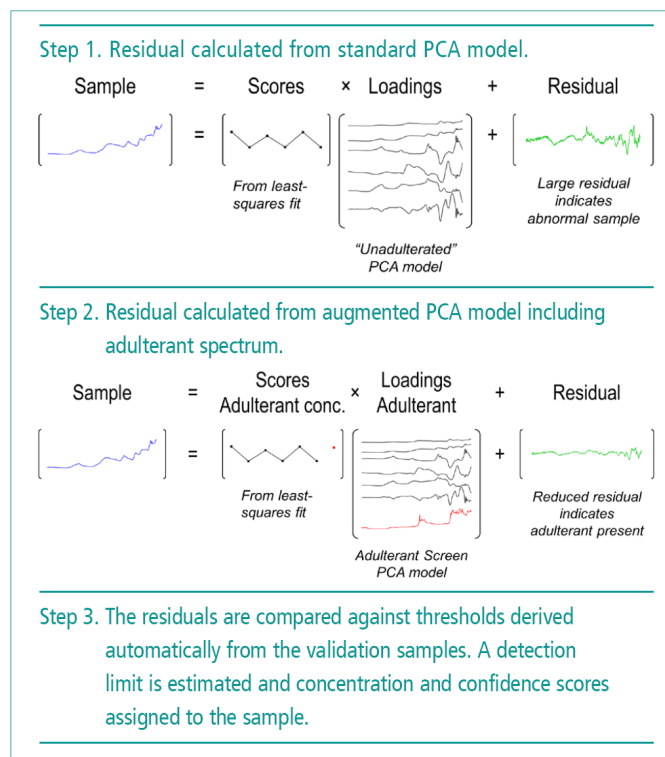 Step 1. Residual calculated from standard PCA model.
Sample = Scores × Loadings + Residual
= +
From least-
squares fit
Large residual
indicates
abnormal sample
“Unadulterated”
PCA model
Step 2. Residual calculated from augmented PCA model including
adulterant spectrum.
Sample = Scores
Adulterant conc. × Loadings
Adulterant + Residual
= +
From least-
squares fit
Reduced residual
indicates
adulterant present
Adulterant Screen
PCA model
Step 3. The residuals are compared against thresholds derived
automatically from the validation samples. A detection
limit is estimated and concentration and confidence scores
assigned to the sample.